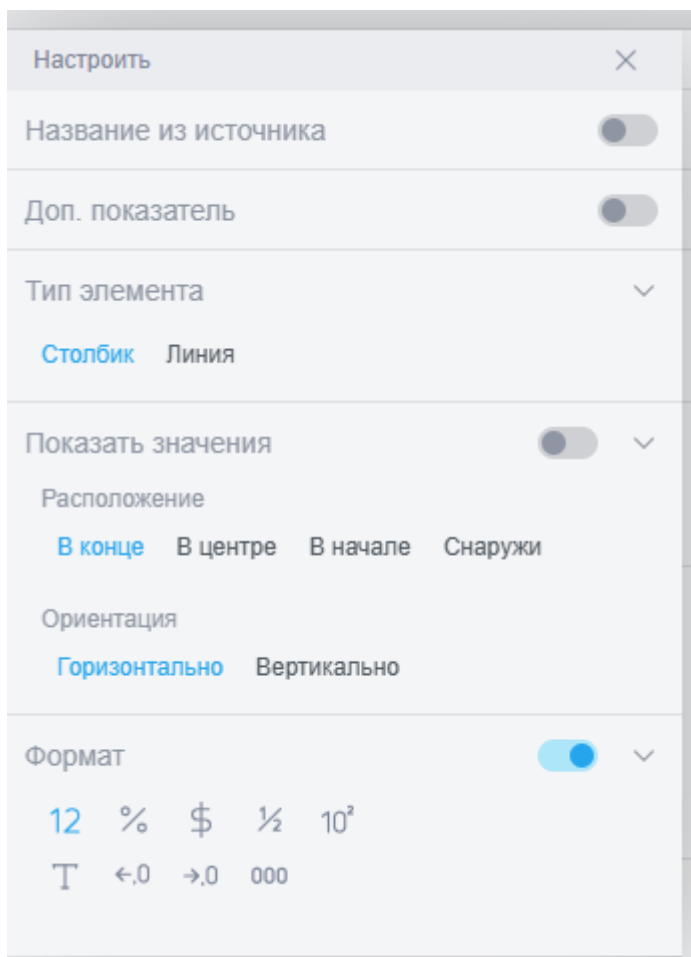 Настроить
Название из источника
Доп. показатель
Тип элемента
Столбик Линия
Показать значения
Расположение
В конце В центре В начале Снаружи
Ориентация
Горизонтально Вертикально
Формат
12 % $ ½ 10²
T ←,0 →,0 000